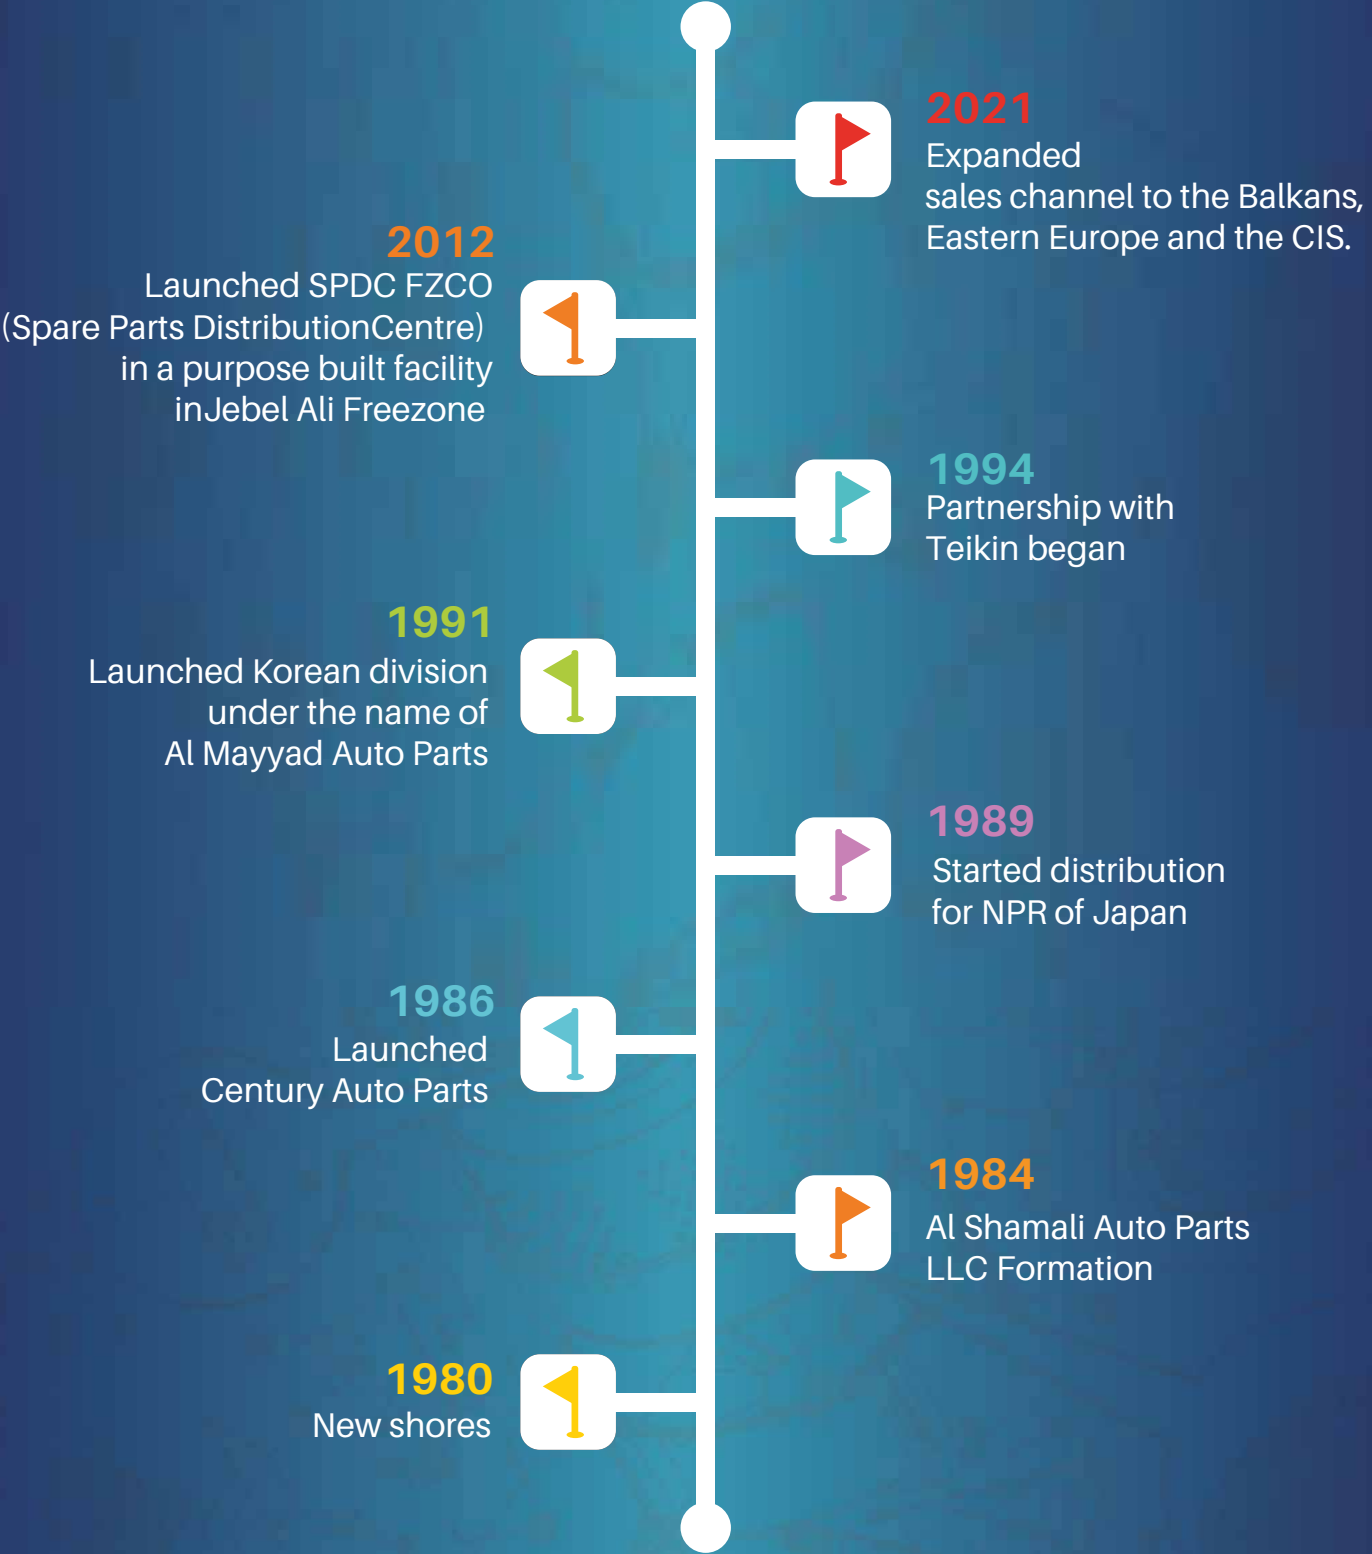 2021
Expanded
sales channel to the Balkans,
Eastern Europe and the CIS.
2012
Launched SPDC FZCO
(Spare Parts DistributionCentre)
in a purpose built facility
inJebel Ali Freezone
1994
Partnership with
Teikin began
1991
Launched Korean division
under the name of
Al Mayyad Auto Parts
1989
Started distribution
for NPR of Japan
1986
Launched
Century Auto Parts
1984
Al Shamali Auto Parts
LLC Formation
1980
New shores